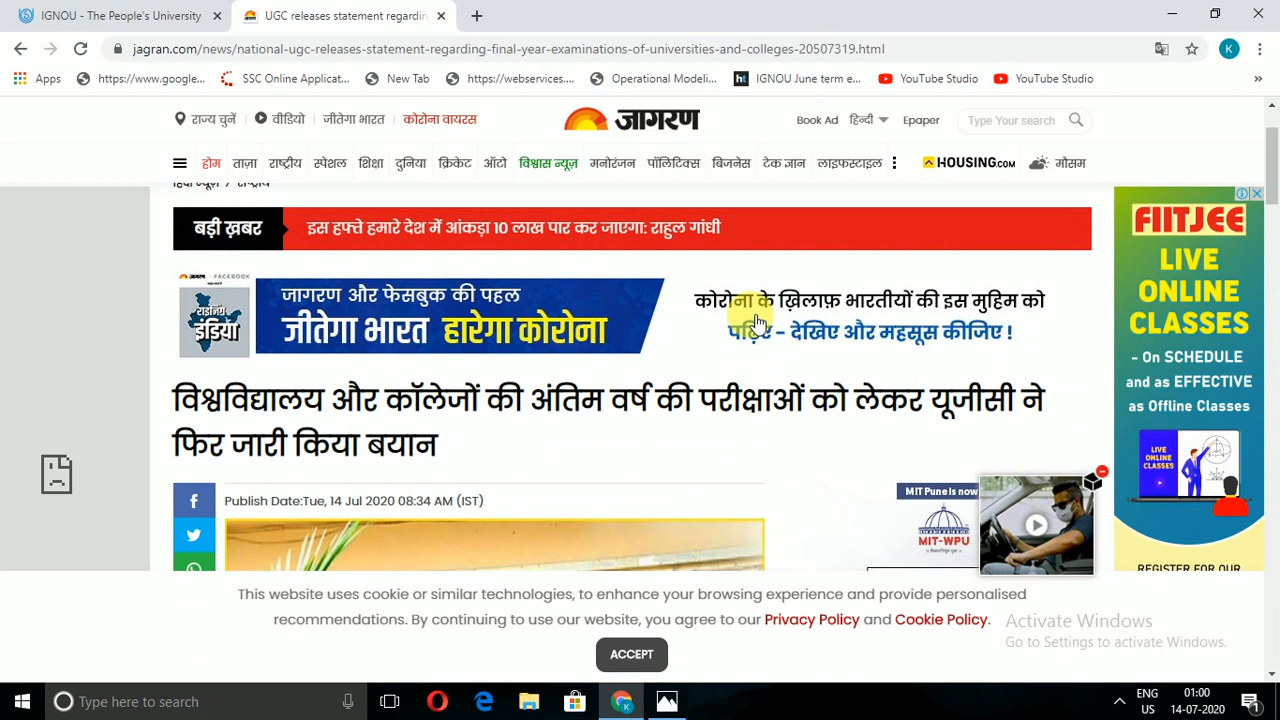 IGNOU - The People's University
UGC releases statement regardin
jagran.com/news/national-ugc-releases-statement-regarding-final-year-examinations-of-universities-and-colleges-20507319.html
K
Apps
https://www.google...
SSC Online Applicat...
New Tab
https://webservices....
Operational Modeli...
ht
IGNOU June term e...
YouTube Studio
YouTube Studio
»
राज्य चुनें
वीडियो
जीतेगा भारत
कोरोना वायरस
जागरण
Book Ad
हिन्दी
Epaper
Type Your search
होम
ताज़ा
राष्ट्रीय
स्पेशल
शिक्षा
दुनिया
क्रिकेट
ऑटो
विश्वास न्यूज़
मनोरंजन
पॉलिटिक्स
बिजनेस
टेक ज्ञान
लाइफस्टाइल
HOUSING.COM
मौसम
हिंदी न्यूज़ / राष्ट्रीय
बड़ी ख़बर
इस हफ्ते हमारे देश में आंकड़ा 10 लाख पार कर जाएगा: राहुल गांधी
FACEBOOK
राइजिंग
इंडिया
जागरण और फेसबुक की पहल
जीतेगा भारत हारेगा कोरोना
कोरोना के ख़िलाफ़ भारतीयों की इस मुहिम को
पढ़िए - देखिए और महसूस कीजिए !
विश्वविद्यालय और कॉलेजों की अंतिम वर्ष की परीक्षाओं को लेकर यूजीसी ने
फिर जारी किया बयान
Publish Date:Tue, 14 Jul 2020 08:34 AM (IST)
MIT Pune is now
MIT-WPU
FIITJEE
LIVE
ONLINE
CLASSES
- On SCHEDULE
and as EFFECTIVE
as Offline Classes
LIVE
ONLINE
CLASSES
REGISTER FOR OUR
This website uses cookie or similar technologies, to enhance your browsing experience and provide personalised
recommendations. By continuing to use our website, you agree to our Privacy Policy and Cookie Policy.
ACCEPT
Activate Windows
Go to Settings to activate Windows.
Type here to search
ENG
US
01:00
14-07-2020
1